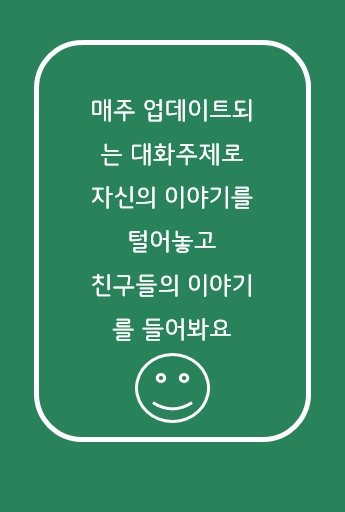 매주 업데이트되
는 대화주제로
자신의 이야기를
털어놓고
친구들의 이야기
를 들어봐요